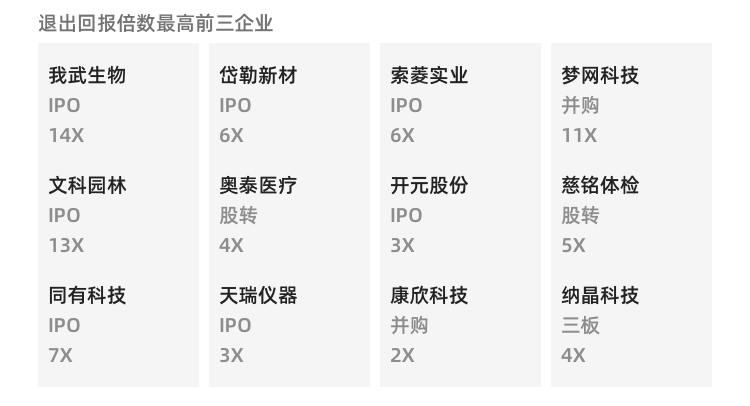 退出回报倍数最高前三企业
我武生物
IPO
14X
文科园林
IPO
13X
同有科技
IPO
7X
岱勒新材
IPO
6X
奥泰医疗
股转
4X
天瑞仪器
IPO
3X
索菱实业
IPO
6X
开元股份
IPO
3X
康欣科技
并购
2X
梦网科技
并购
11X
慈铭体检
股转
5X
纳晶科技
三板
4X